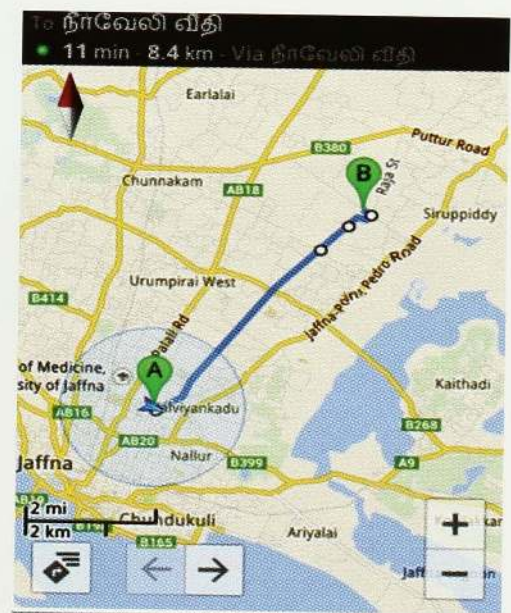 To நீர்வேலி வீதி
11 min - 8.4 km - Via நீர்வேலி வீதி
Earlalai
B380
Puttur Road
Chunnakam
AB18
B
Raja St
Siruppiddy
Urumpirai West
B414
Palali Rd
Jaffna-Point Pedro Road
of Medicine,
sity of Jaffna
A
Kaithadi
AB16
AB20
B268
Nallur
B399
A9
Jaffna
2 mi
2 km
Chundukuli
B165
Ariyalai
+
-